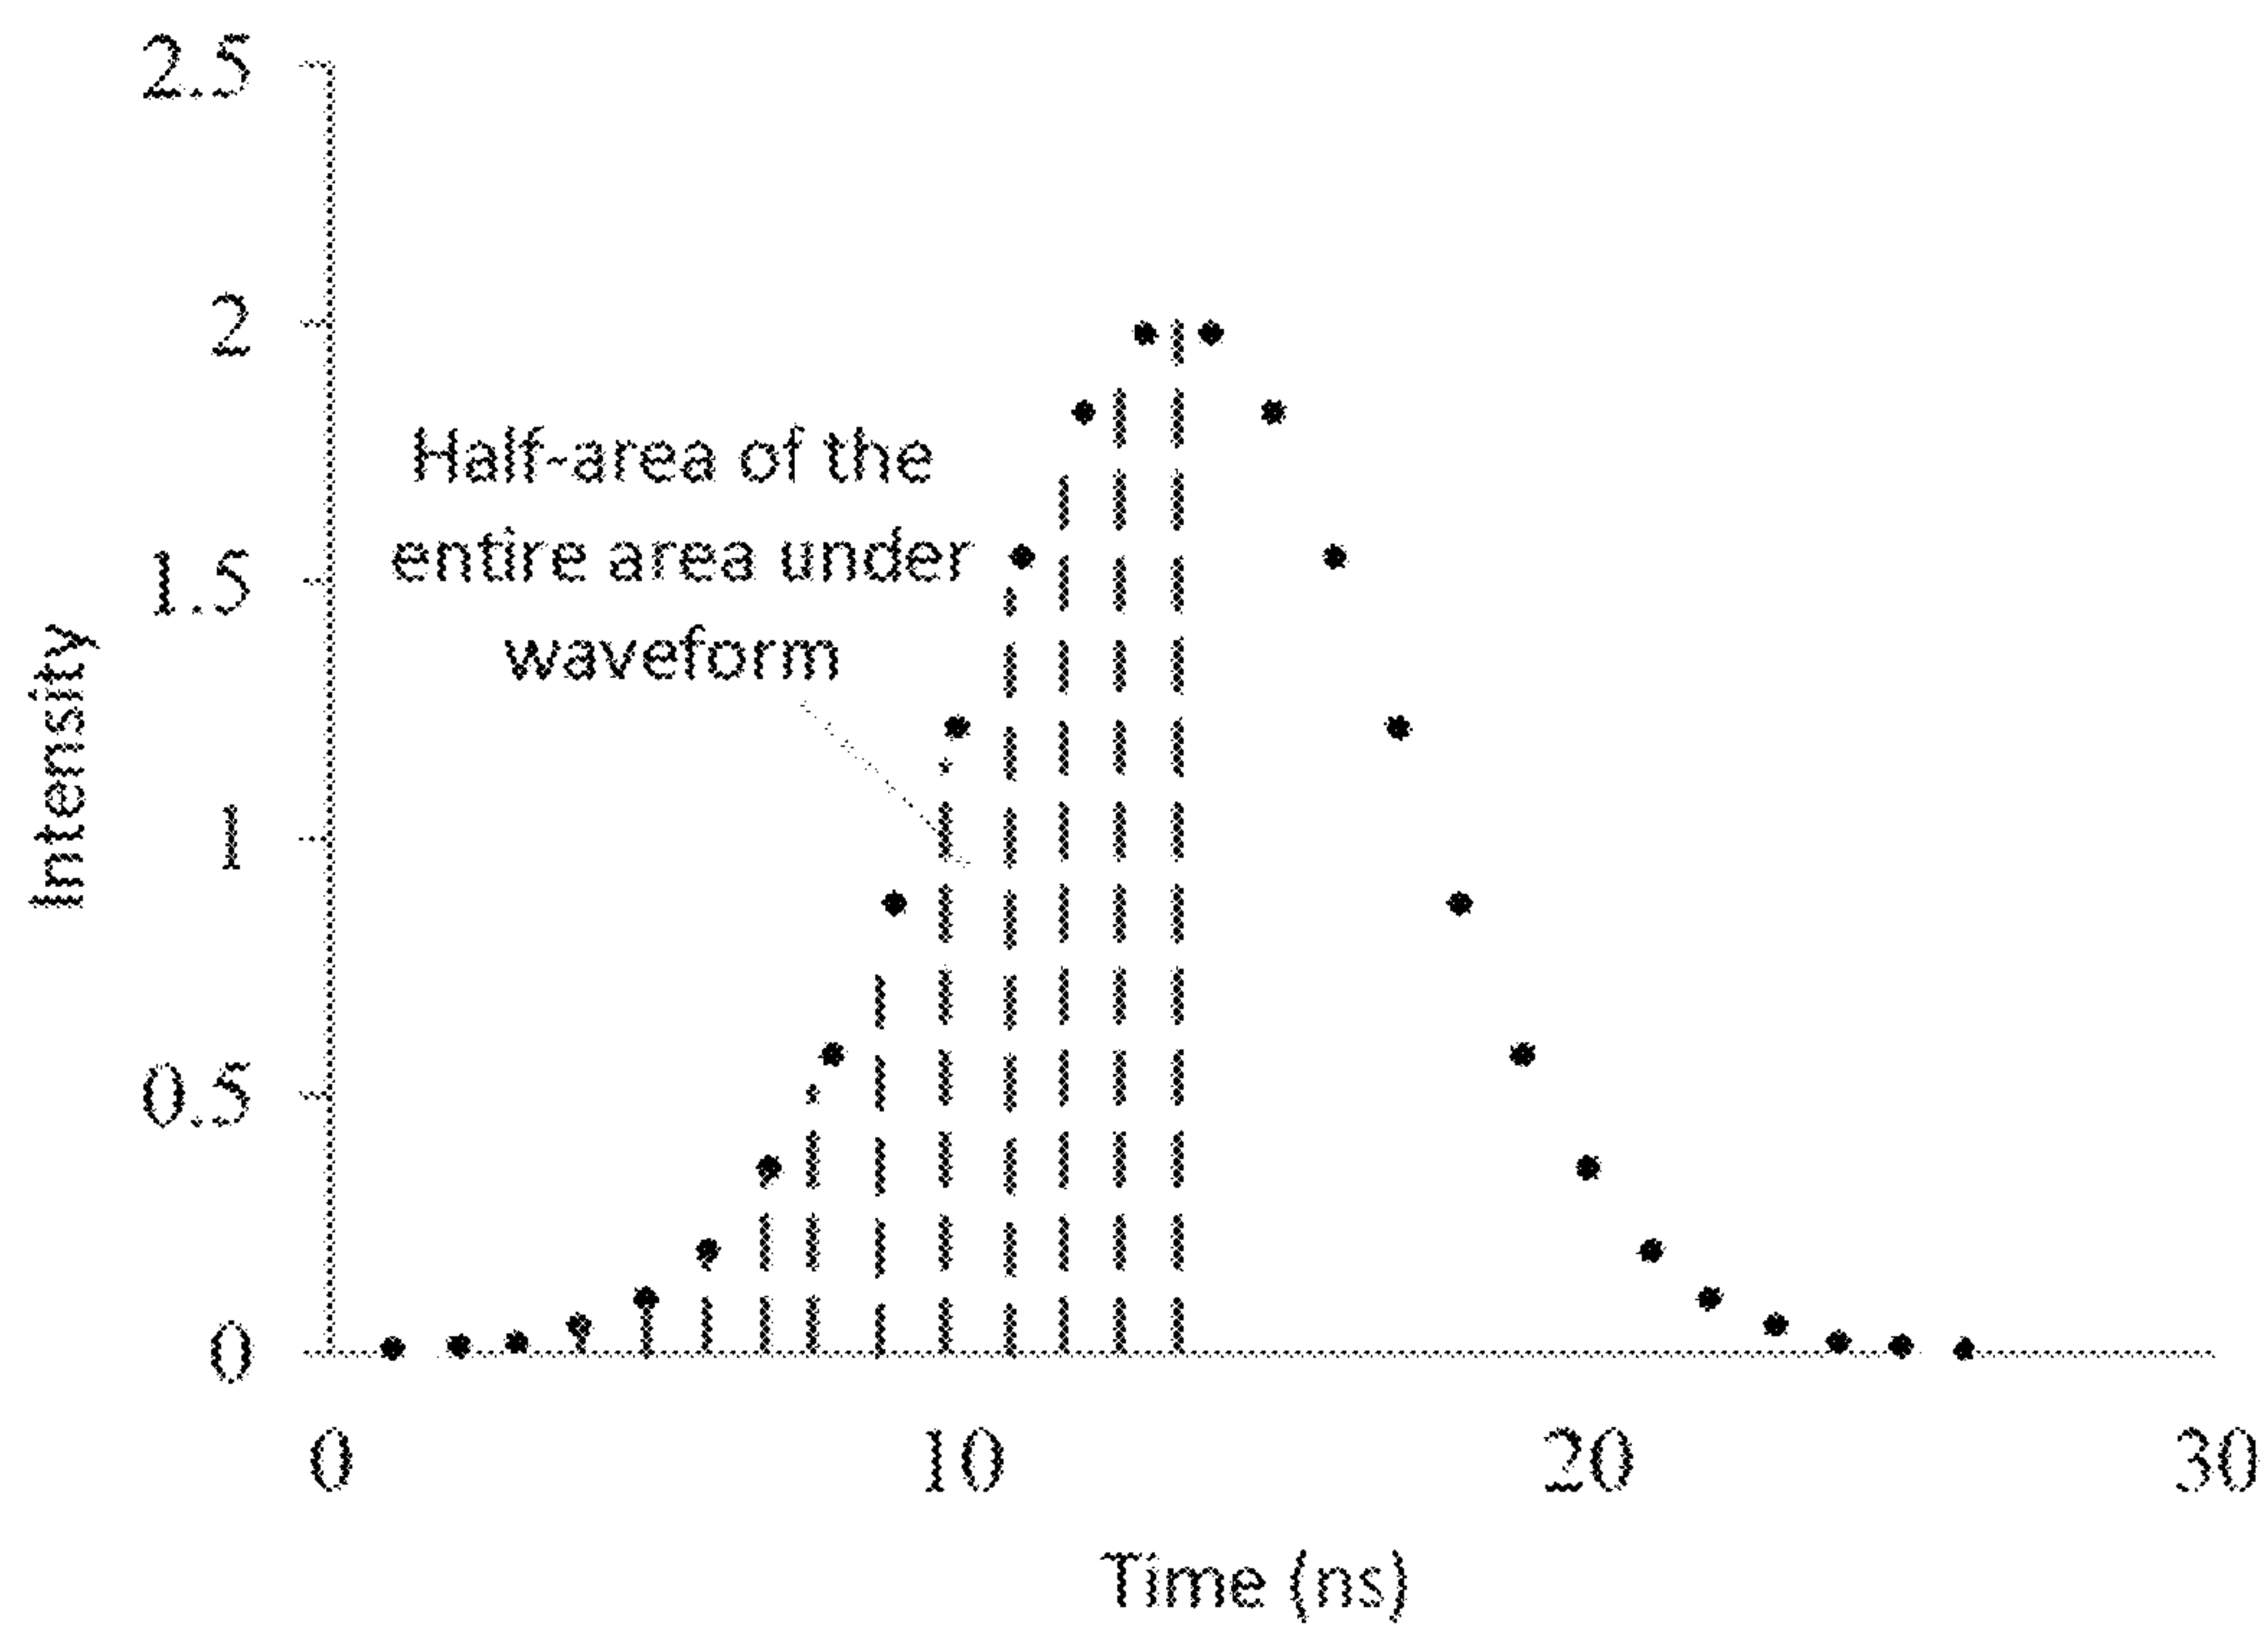 2.5
2
1.5
1
0.5
0
Intensity
Half-area of the
entire area under
waveform
0 10 20 30
Time (ns)